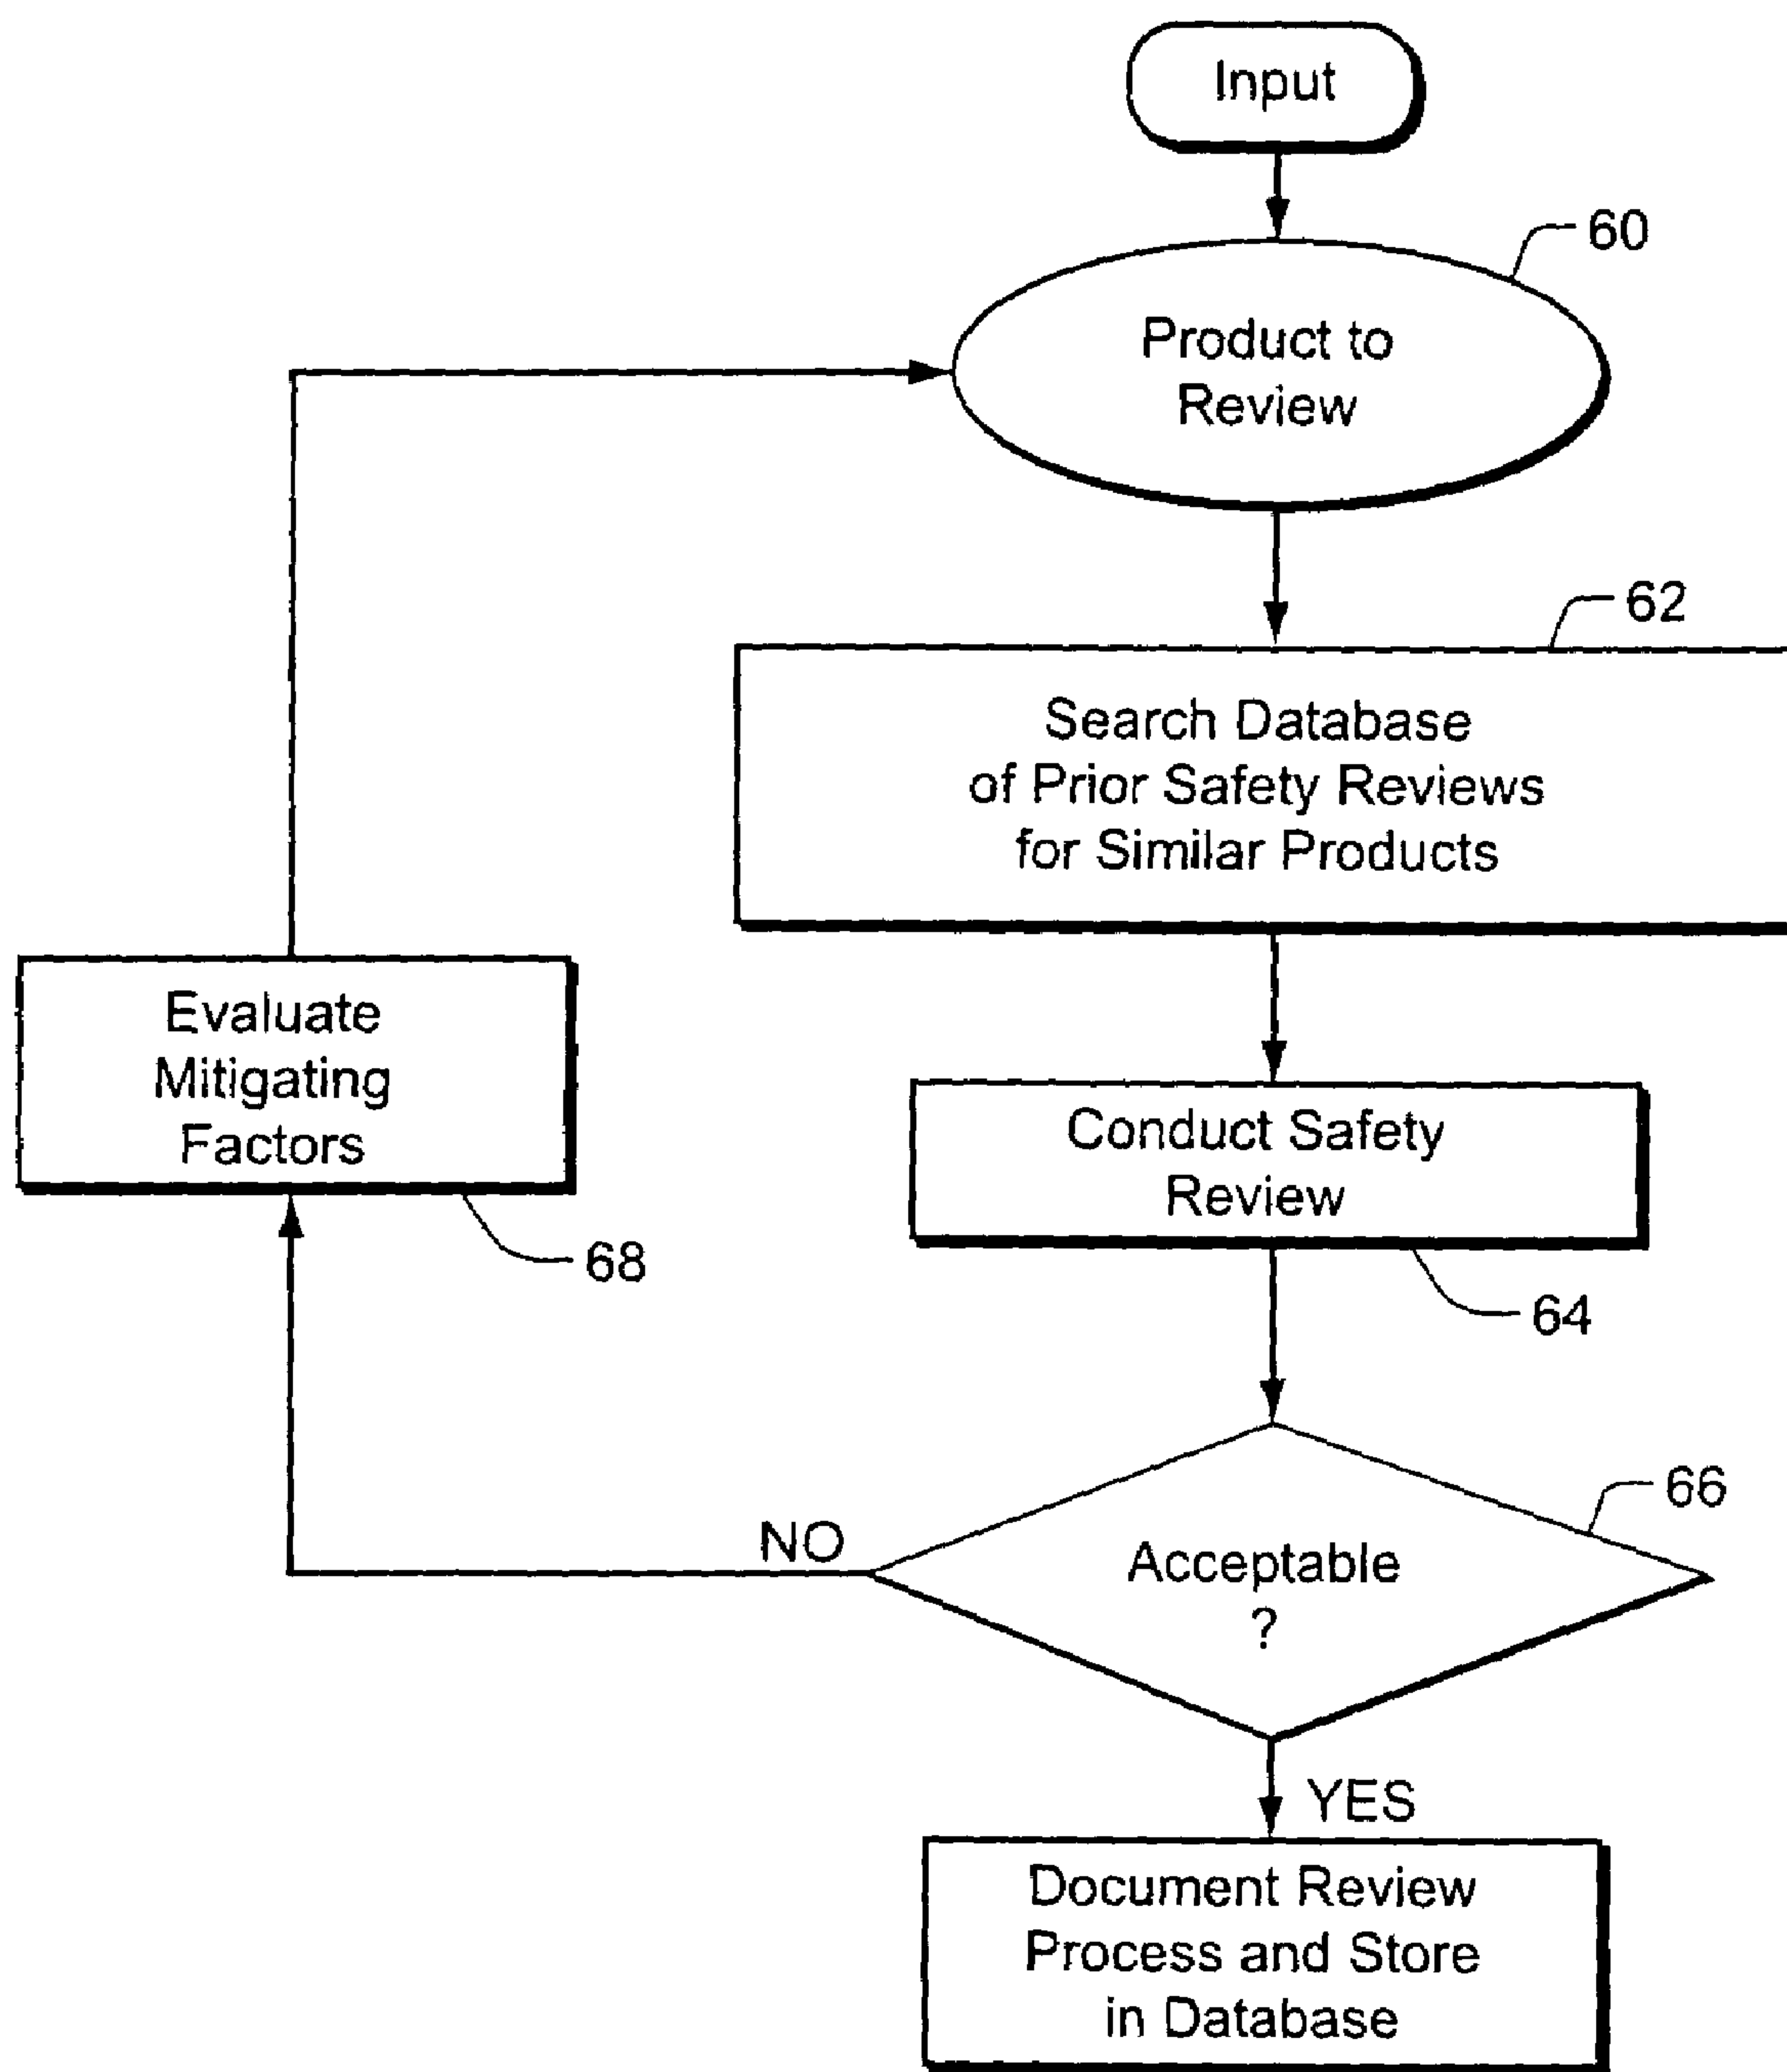 Input
60
Product to
Review
62
Search Database
of Prior Safety Reviews
for Similar Products
Evaluate
Mitigating
Factors
68
Conduct Safety
Review
64
66
NO
Acceptable
?
YES
Document Review
Process and Store
in Database